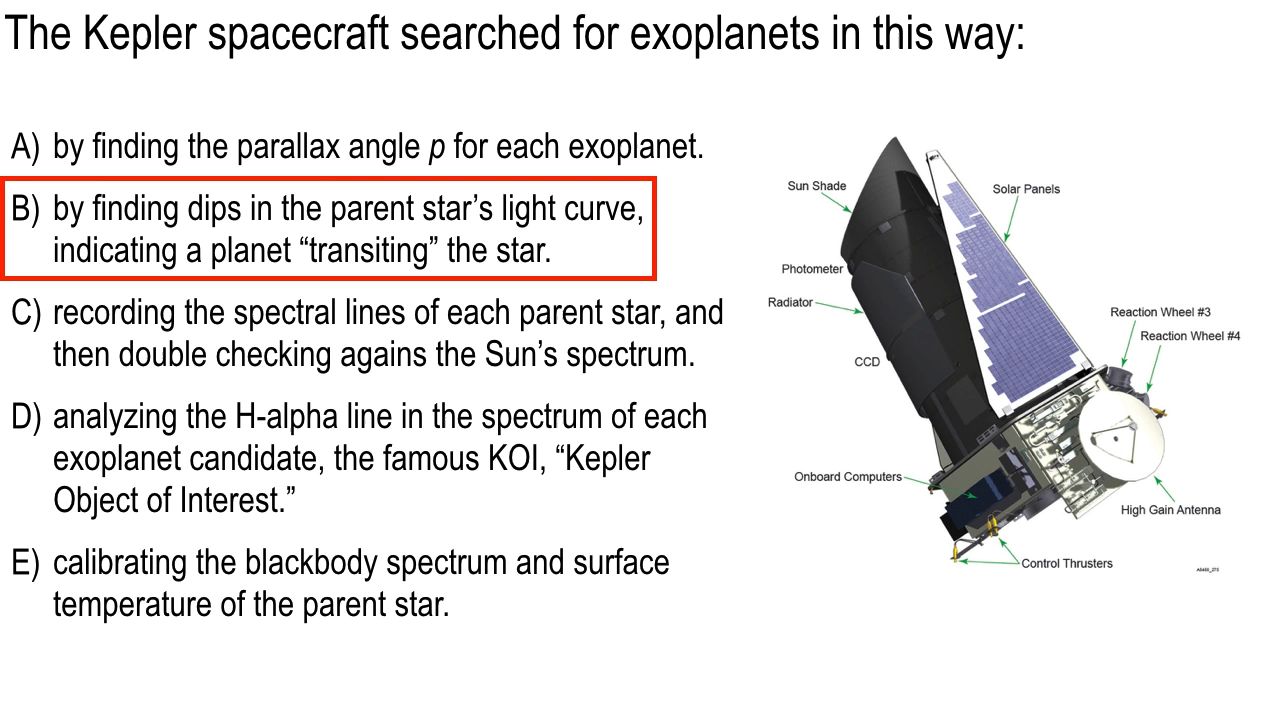 The Kepler spacecraft searched for exoplanets in this way:
A) by finding the parallax angle p for each exoplanet.
B) by finding dips in the parent star’s light curve,
indicating a planet “transiting” the star.
C) recording the spectral lines of each parent star, and
then double checking agains the Sun’s spectrum.
D) analyzing the H-alpha line in the spectrum of each
exoplanet candidate, the famous KOI, “Kepler
Object of Interest.”
E) calibrating the blackbody spectrum and surface
temperature of the parent star.
Sun Shade
Solar Panels
Photometer
Radiator
Reaction Wheel #3
Reaction Wheel #4
CCD
Onboard Computers
High Gain Antenna
Control Thrusters